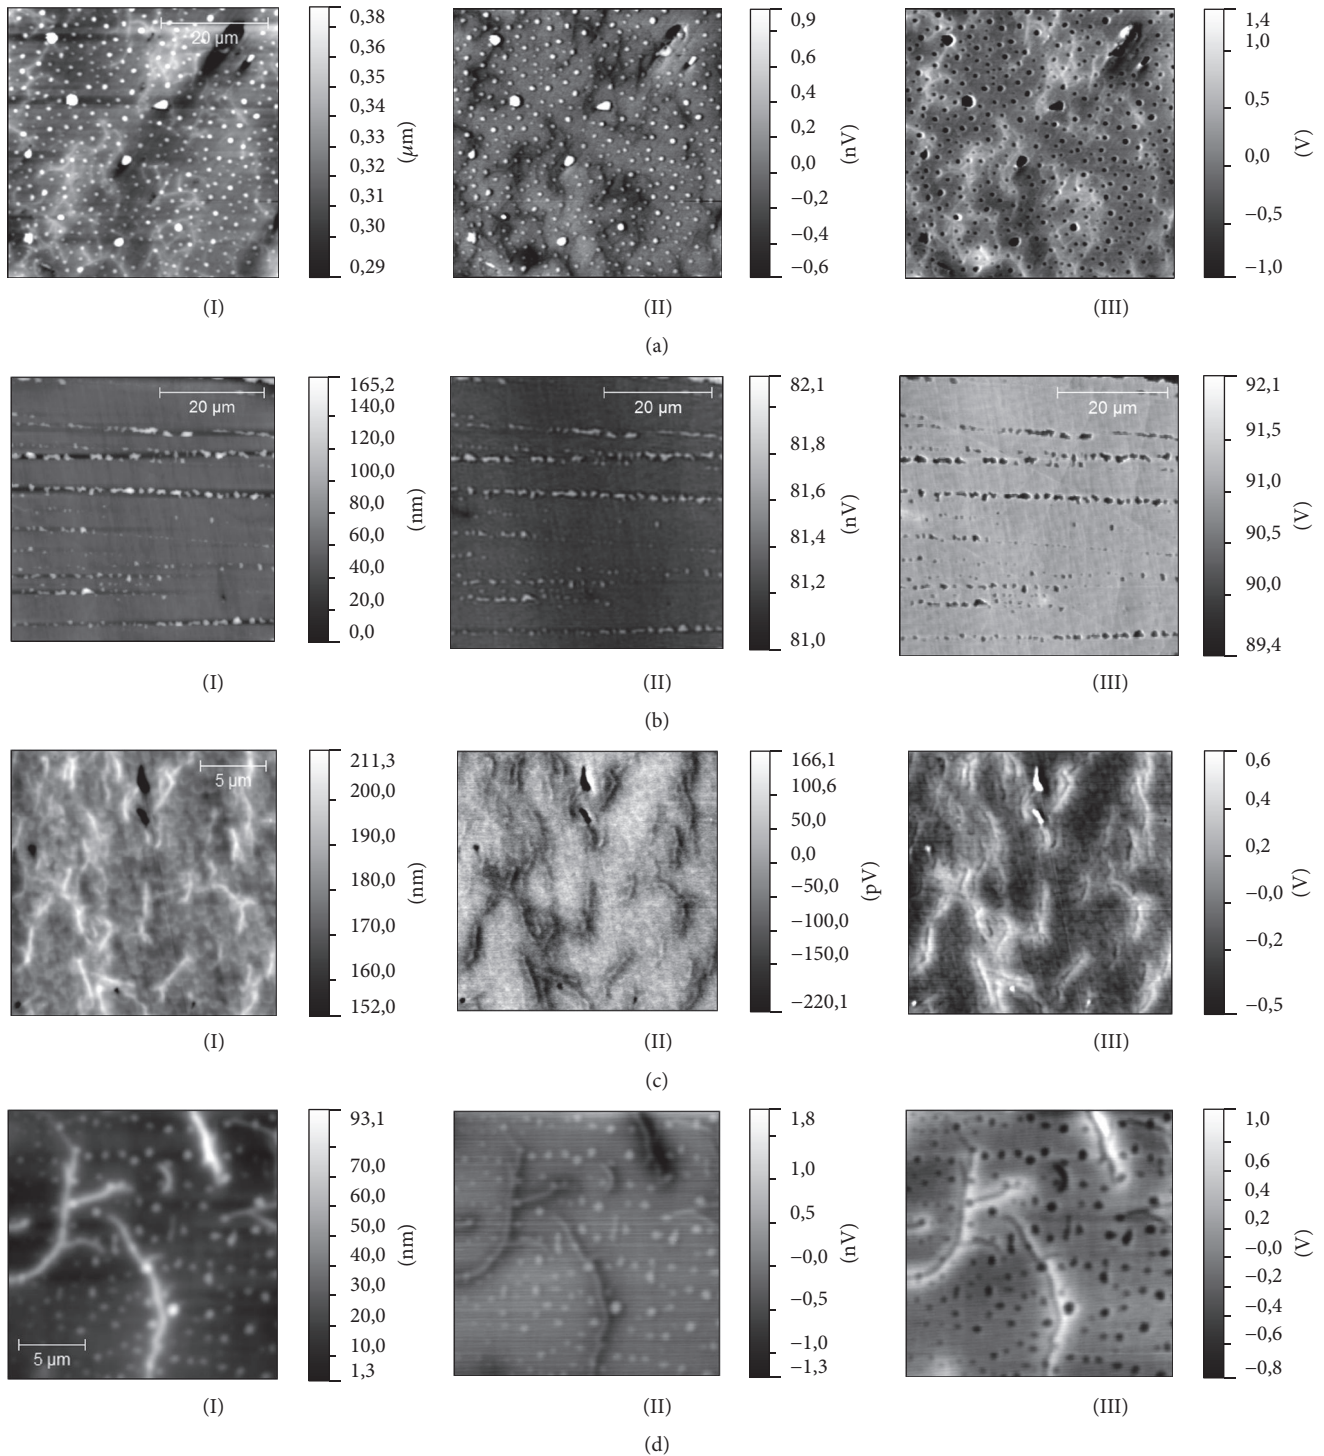 20 µm
0,38
0,36
0,35
0,34
0,33
0,32
0,31
0,30
0,29
(µm)
(I)
0,9
0,6
0,4
0,2
0,0
−0,2
−0,4
−0,6
(nV)
(II)
1,4
1,0
0,5
0,0
−0,5
−1,0
(V)
(III)
(a)
20 µm
165,2
140,0
120,0
100,0
80,0
60,0
40,0
20,0
0,0
(nm)
(I)
20 µm
82,1
81,8
81,6
81,4
81,2
81,0
(nV)
(II)
20 µm
92,1
91,5
91,0
90,5
90,0
89,4
(V)
(III)
(b)
5 µm
211,3
200,0
190,0
180,0
170,0
160,0
152,0
(nm)
(I)
166,1
100,6
50,0
0,0
−50,0
−100,0
−150,0
−220,1
(pV)
(II)
0,6
0,4
0,2
−0,0
−0,2
−0,5
(V)
(III)
(c)
5 µm
93,1
70,0
60,0
50,0
40,0
30,0
20,0
10,0
1,3
(nm)
(I)
1,8
1,0
0,5
−0,0
−0,5
−1,0
−1,3
(nV)
(II)
1,0
0,6
0,4
0,2
−0,0
−0,2
−0,4
−0,6
−0,8
(V)
(III)
(d)